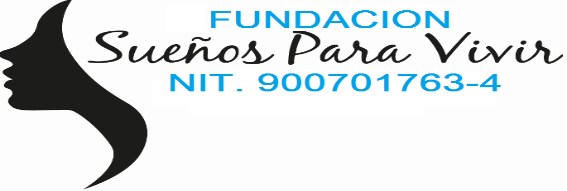 FUNDACION
Sueños Para Vivir
NIT. 900701763-4